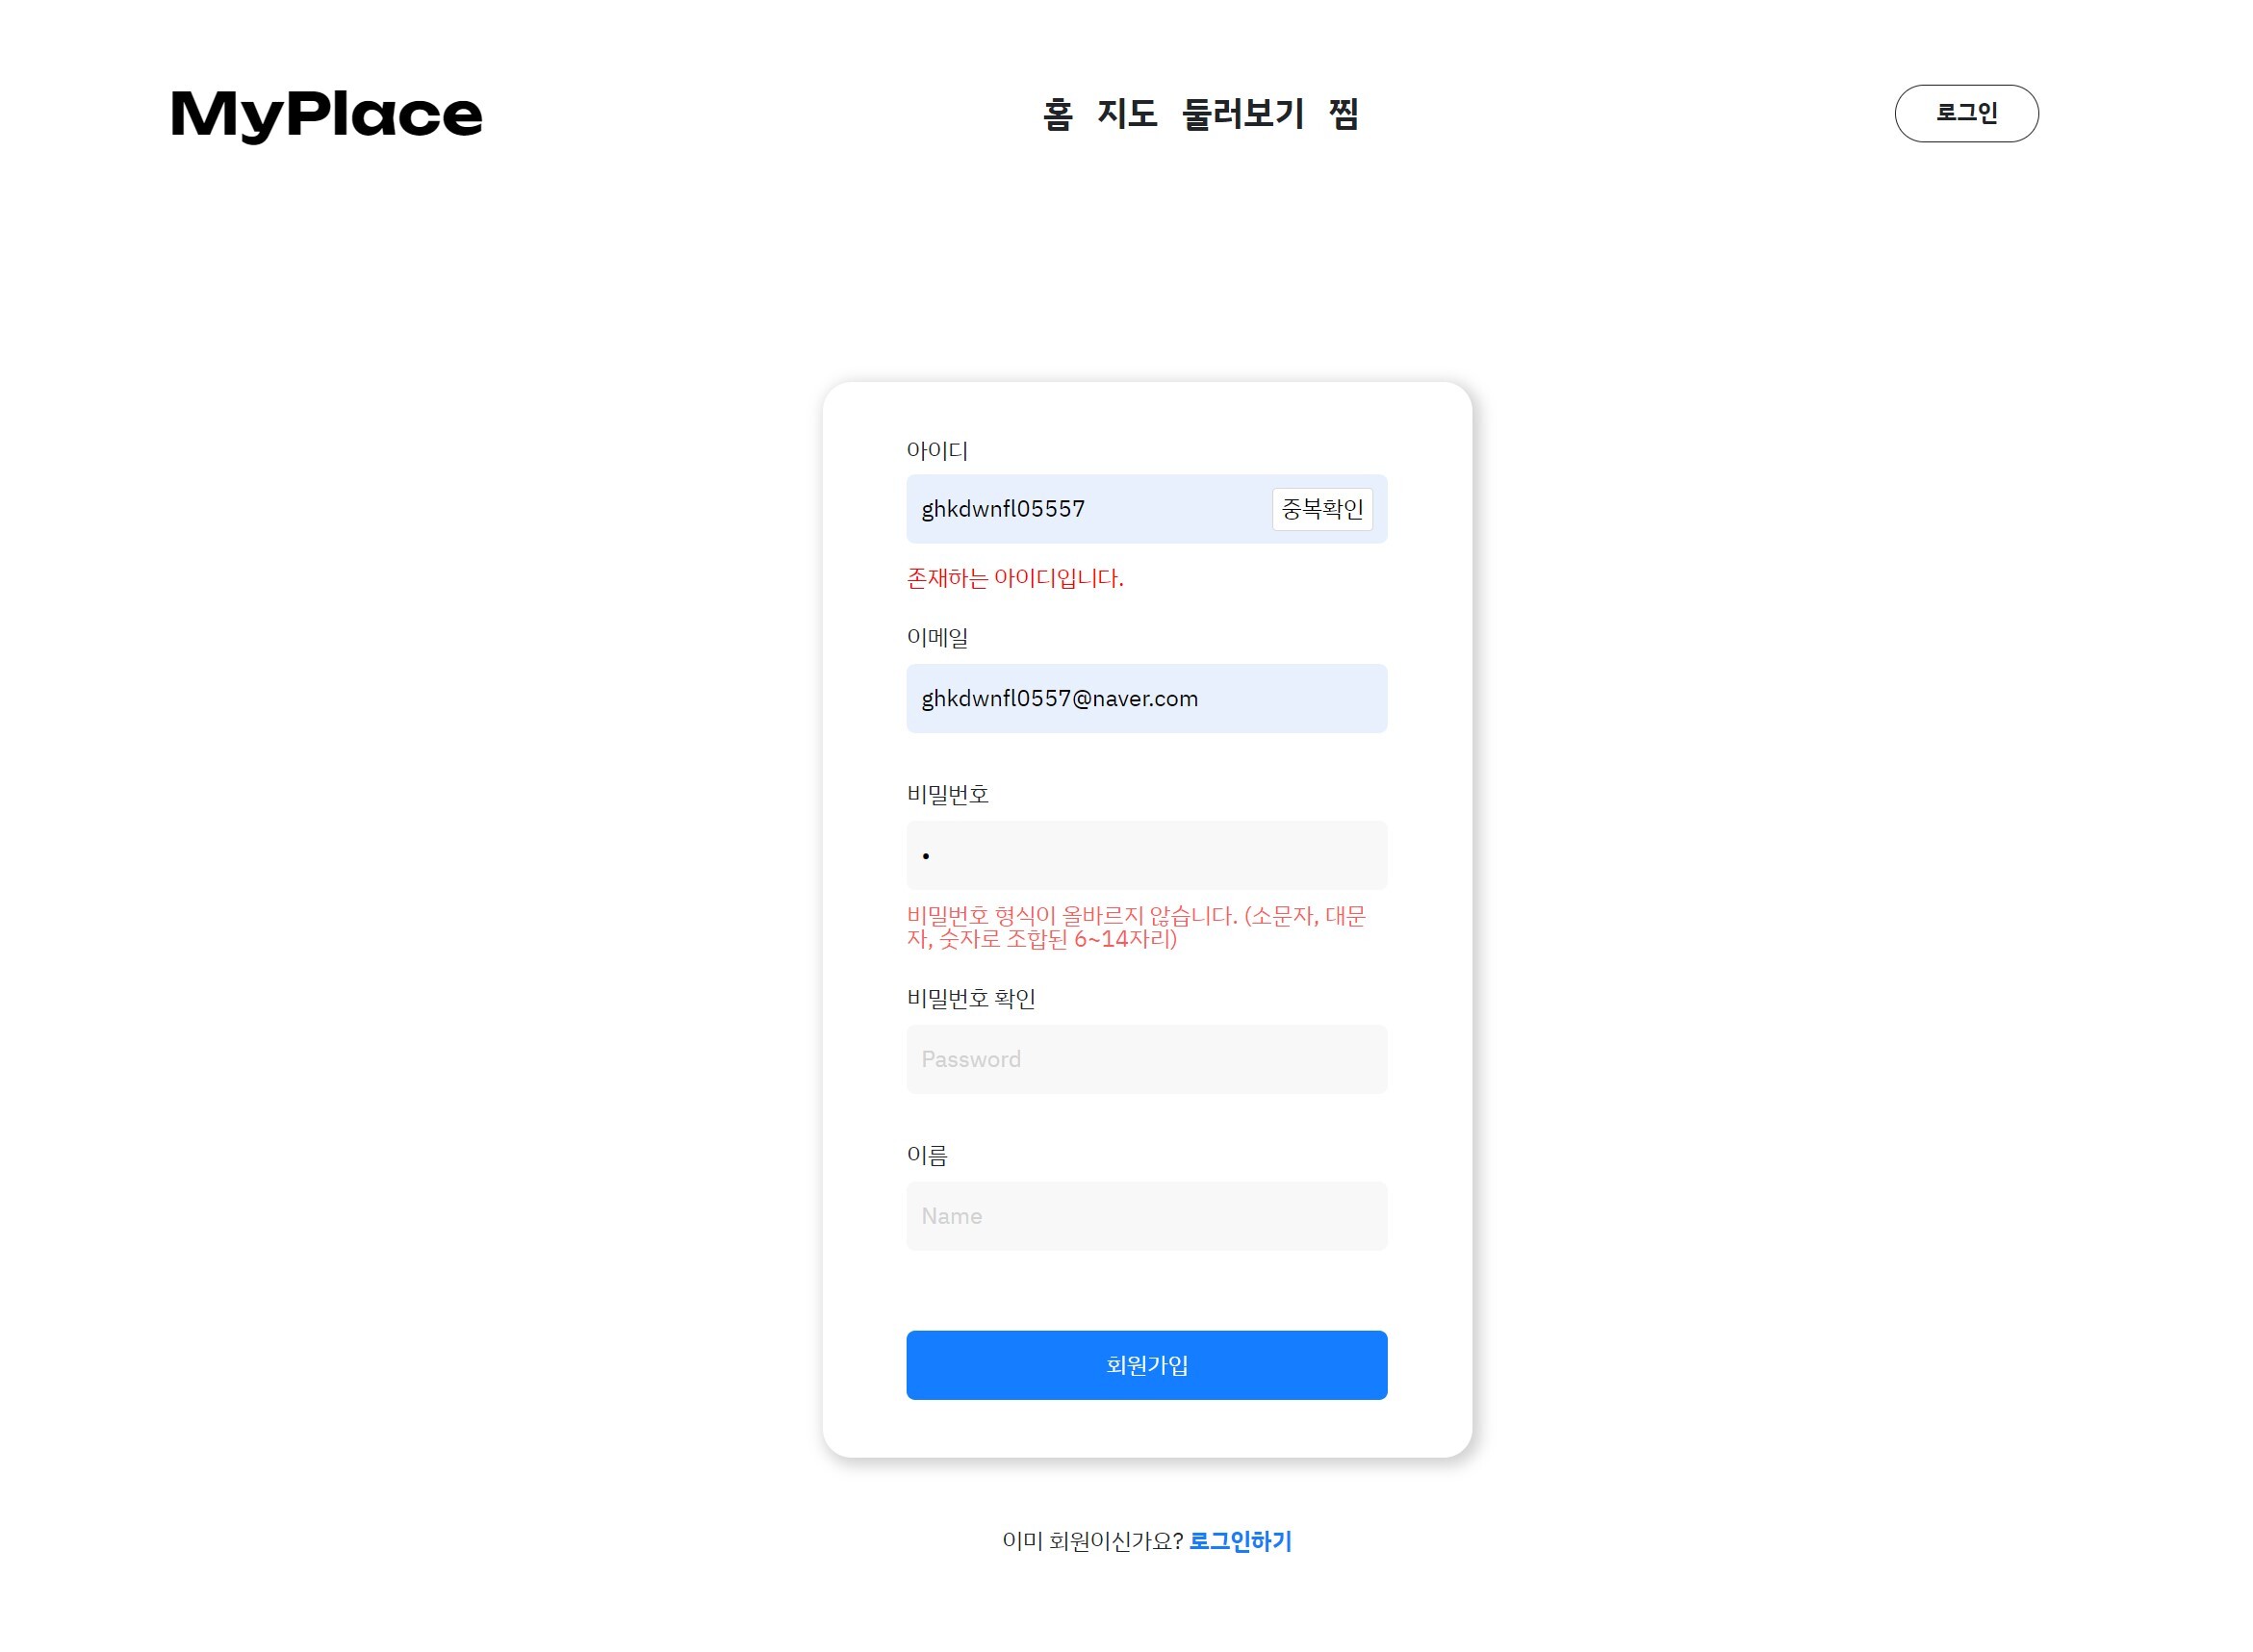 MyPlace
홈 지도 둘러보기 찜
로그인
아이디
ghkdwnfl05557
중복확인
존재하는 아이디입니다.
이메일
ghkdwnfl0557@naver.com
비밀번호
•
비밀번호 형식이 올바르지 않습니다. (소문자, 대문
자, 숫자로 조합된 6~14자리)
비밀번호 확인
Password
이름
Name
회원가입
이미 회원이신가요? 로그인하기